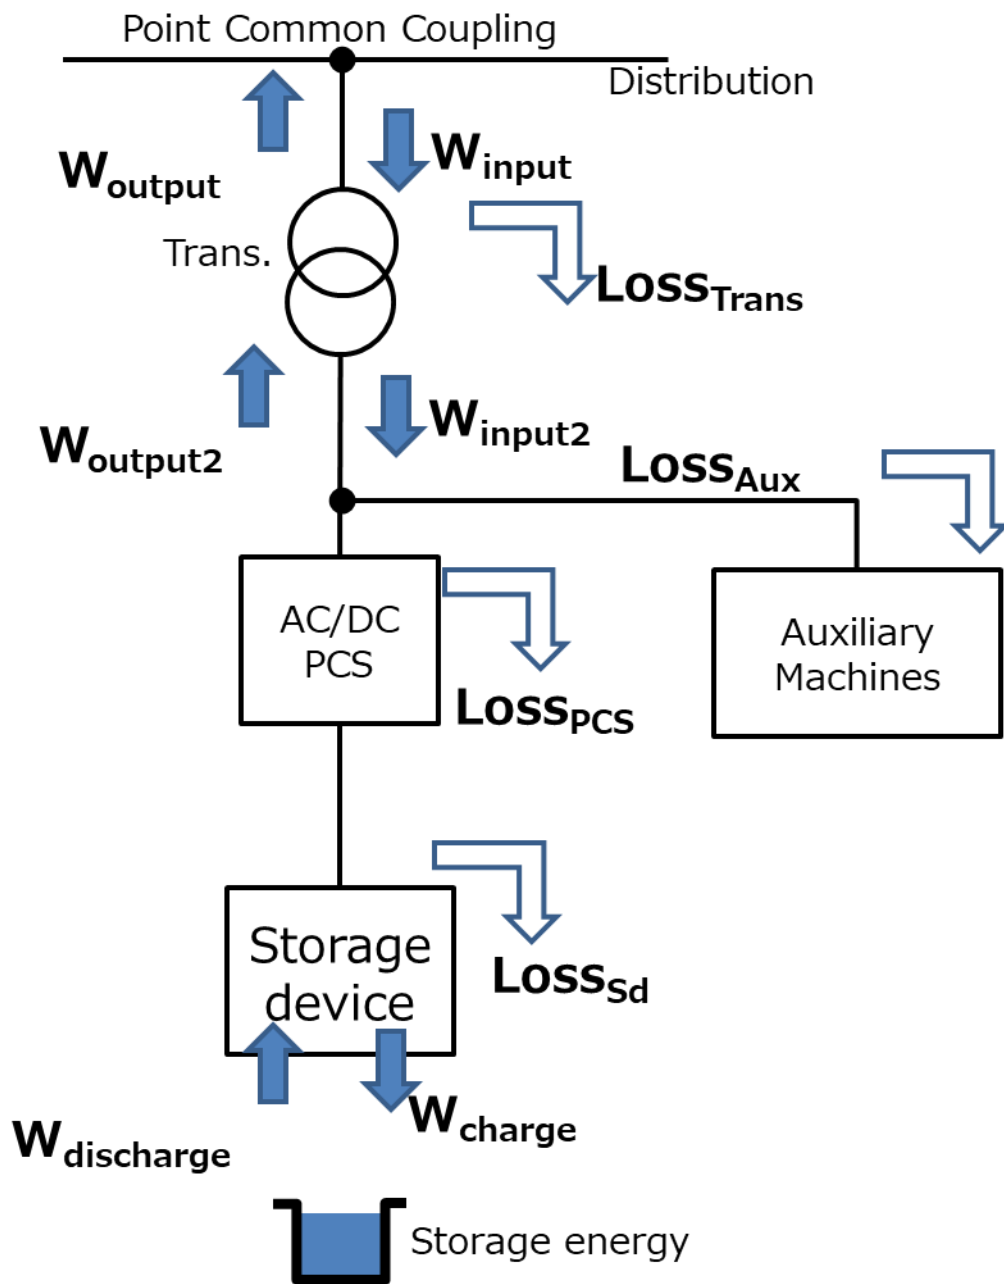 Point Common Coupling
Distribution
Woutput
Winput
Trans.
LossTrans
Woutput2
Winput2
LossAux
AC/DC
PCS
Auxiliary
Machines
LossPCS
Storage
device
LossSd
Wdischarge
Wcharge
Storage energy